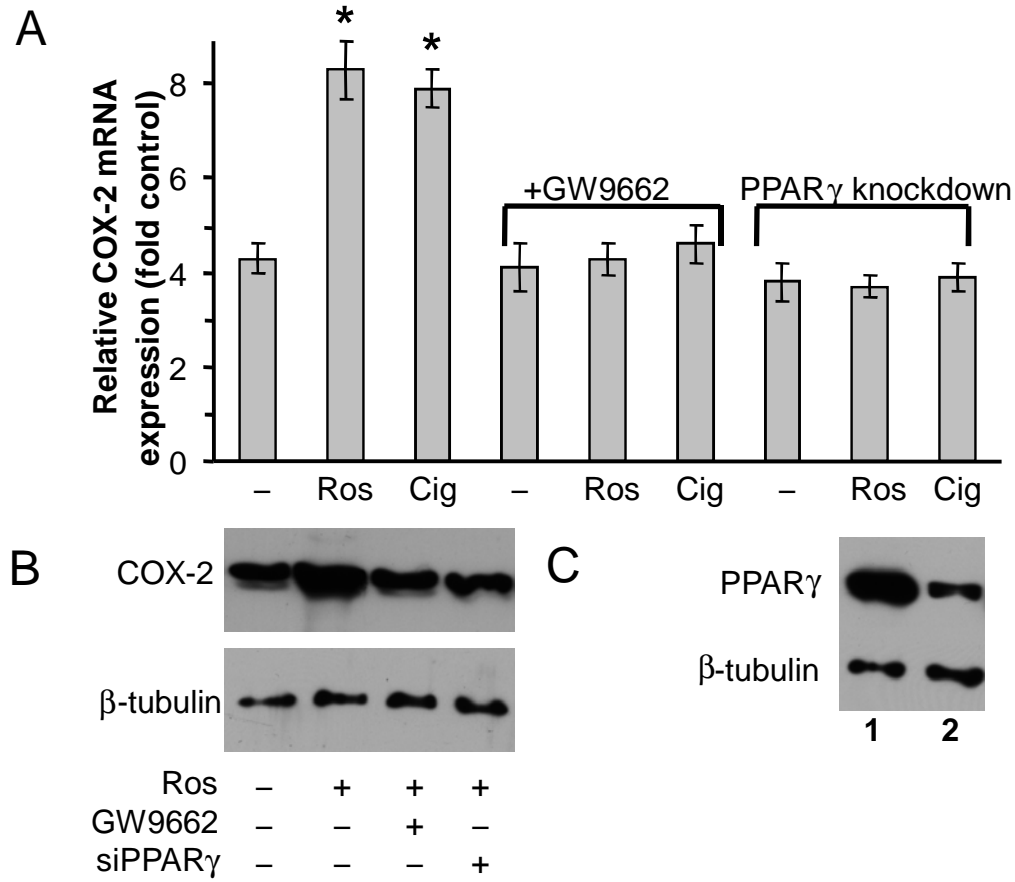 A
* *
Relative COX-2 mRNA
expression (fold control)
8
6
4
2
0
+GW9662
PPARγ knockdown
– Ros Cig – Ros Cig – Ros Cig
B
COX-2
β-tubulin
Ros – + + +
GW9662 – – + –
siPPARγ – – – +
C
PPARγ
β-tubulin
1 2